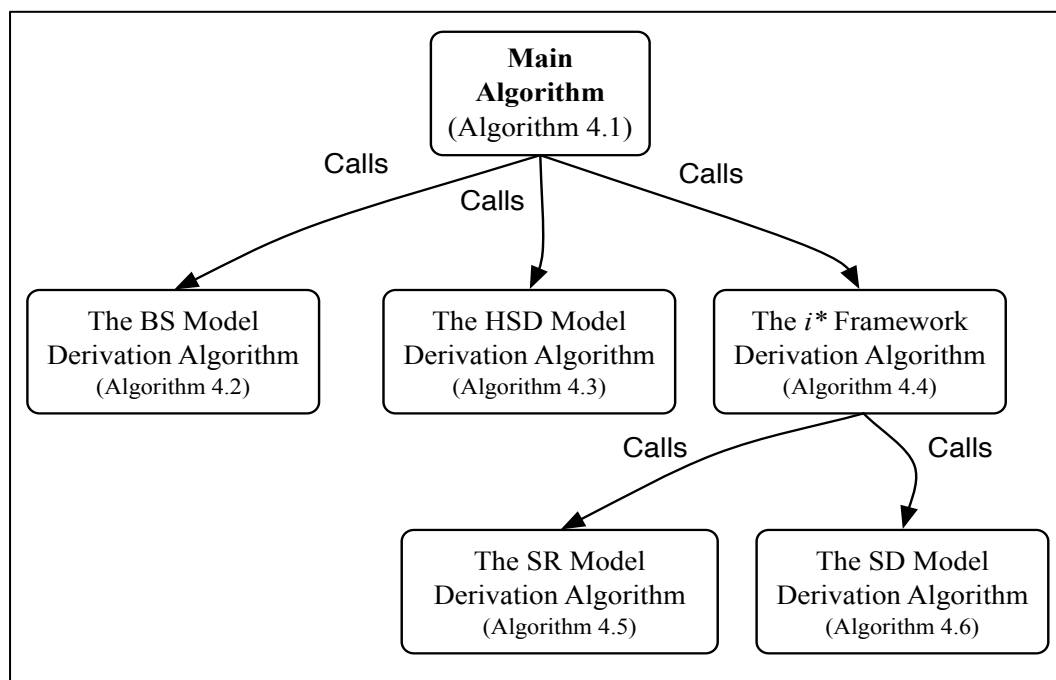 Main
Algorithm
(Algorithm 4.1)
Calls
Calls
Calls
The BS Model
Derivation Algorithm
(Algorithm 4.2)
The HSD Model
Derivation Algorithm
(Algorithm 4.3)
The i* Framework
Derivation Algorithm
(Algorithm 4.4)
Calls
Calls
The SR Model
Derivation Algorithm
(Algorithm 4.5)
The SD Model
Derivation Algorithm
(Algorithm 4.6)